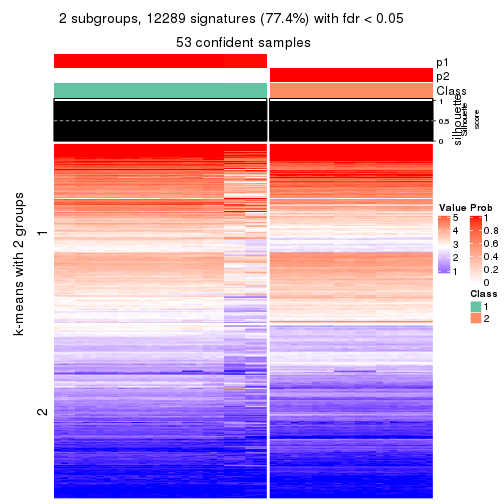 2 subgroups, 12289 signatures (77.4%) with fdr < 0.05
53 confident samples
p1
p2
Class
1
0.5
0
silhouette
Silhouette
score
k-means with 2 groups
1
2
Value
5
4
3
2
1
Prob
1
0.8
0.6
0.4
0.2
0
Class
1
2